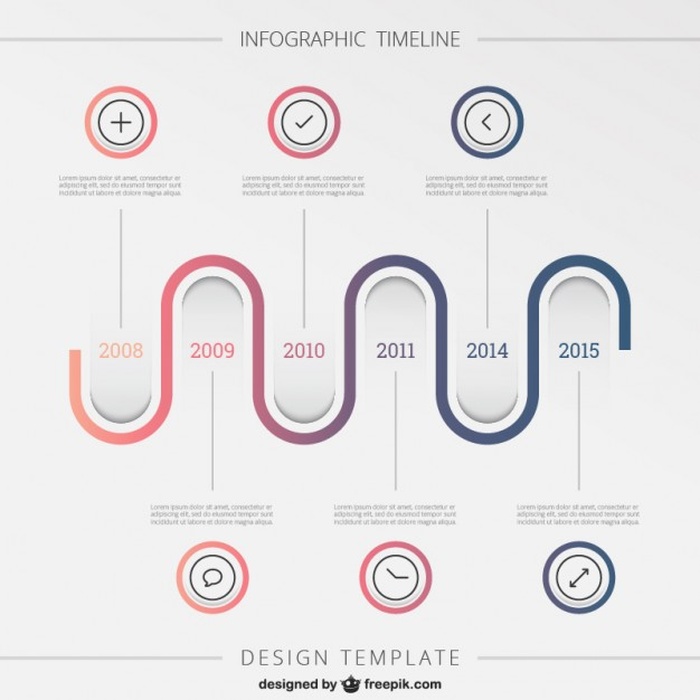 INFOGRAPHIC TIMELINE
Lorem ipsum dolor sit amet, consectetur er
adipiscing elit, sed do eiusmod tempor sunt
incididunt ut labore et dolore magna aliqua.
Lorem ipsum dolor sit amet, consectetur er
adipiscing elit, sed do eiusmod tempor sunt
incididunt ut labore et dolore magna aliqua.
Lorem ipsum dolor sit amet, consectetur er
adipiscing elit, sed do eiusmod tempor sunt
incididunt ut labore et dolore magna aliqua.
2008 2009 2010 2011 2014 2015
Lorem ipsum dolor sit amet, consectetur er
adipiscing elit, sed do eiusmod tempor sunt
incididunt ut labore et dolore magna aliqua.
Lorem ipsum dolor sit amet, consectetur er
adipiscing elit, sed do eiusmod tempor sunt
incididunt ut labore et dolore magna aliqua.
Lorem ipsum dolor sit amet, consectetur er
adipiscing elit, sed do eiusmod tempor sunt
incididunt ut labore et dolore magna aliqua.
DESIGN TEMPLATE
designed by freepik.com